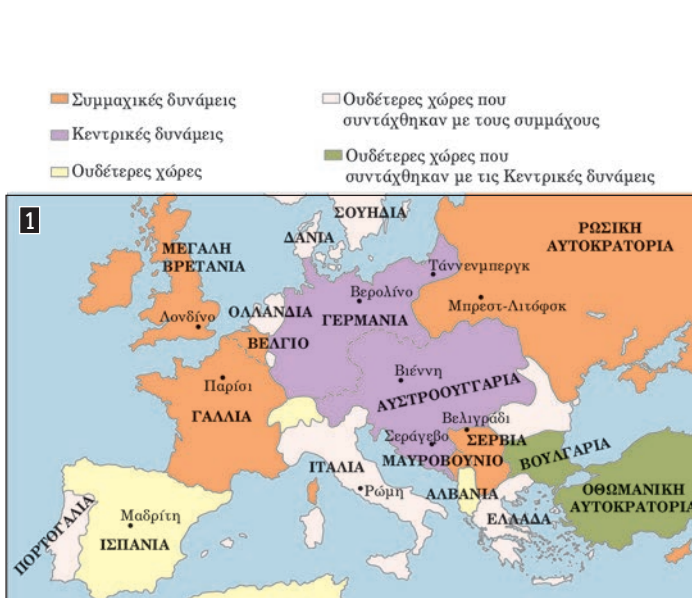 Συμμαχικές δυνάμεις
Κεντρικές δυνάμεις
Ουδέτερες χώρες
Ουδέτερες χώρες που
συντάχθηκαν με τους συμμάχους
Ουδέτερες χώρες που
συντάχθηκαν με τις Κεντρικές δυνάμεις
1
ΣΟΥΗΔΙΑ
ΔΑΝΙΑ
ΡΩΣΙΚΗ
ΑΥΤΟΚΡΑΤΟΡΙΑ
ΜΕΓΑΛΗ
ΒΡΕΤΑΝΙΑ
Τάννενμπεργκ
Βερολίνο
Μπρεστ-Λιτόφσκ
Λονδίνο
ΟΛΛΑΝΔΙΑ
ΓΕΡΜΑΝΙΑ
ΒΕΛΓΙΟ
Παρίσι
Βιέννη
ΑΥΣΤΡΟΟΥΓΓΑΡΙΑ
ΓΑΛΛΙΑ
Βελιγράδι
Σεράγεβο
ΣΕΡΒΙΑ
ΒΟΥΛΓΑΡΙΑ
ΜΑΥΡΟΒΟΥΝΙΟ
ΙΤΑΛΙΑ
Ρώμη
ΑΛΒΑΝΙΑ
ΟΘΩΜΑΝΙΚΗ
ΑΥΤΟΚΡΑΤΟΡΙΑ
ΕΛΛΑΔΑ
ΠΟΡΤΟΓΑΛΙΑ
Μαδρίτη
ΙΣΠΑΝΙΑ